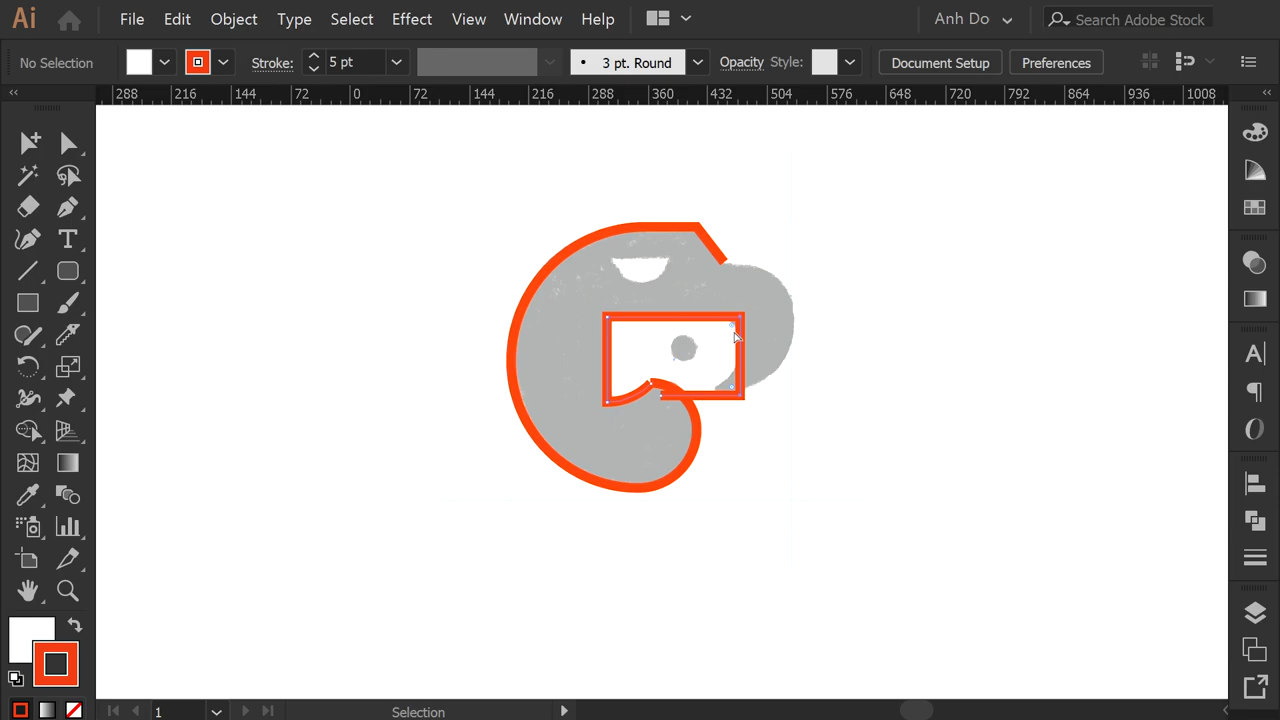 Ai File Edit Object Type Select Effect View Window Help Anh Do Search Adobe Stock
No Selection Stroke: 5 pt 3 pt. Round Opacity Style: Document Setup Preferences
288 216 144 72 0 72 144 216 288 360 432 504 576 648 720 792 864 936 1008
1 Selection